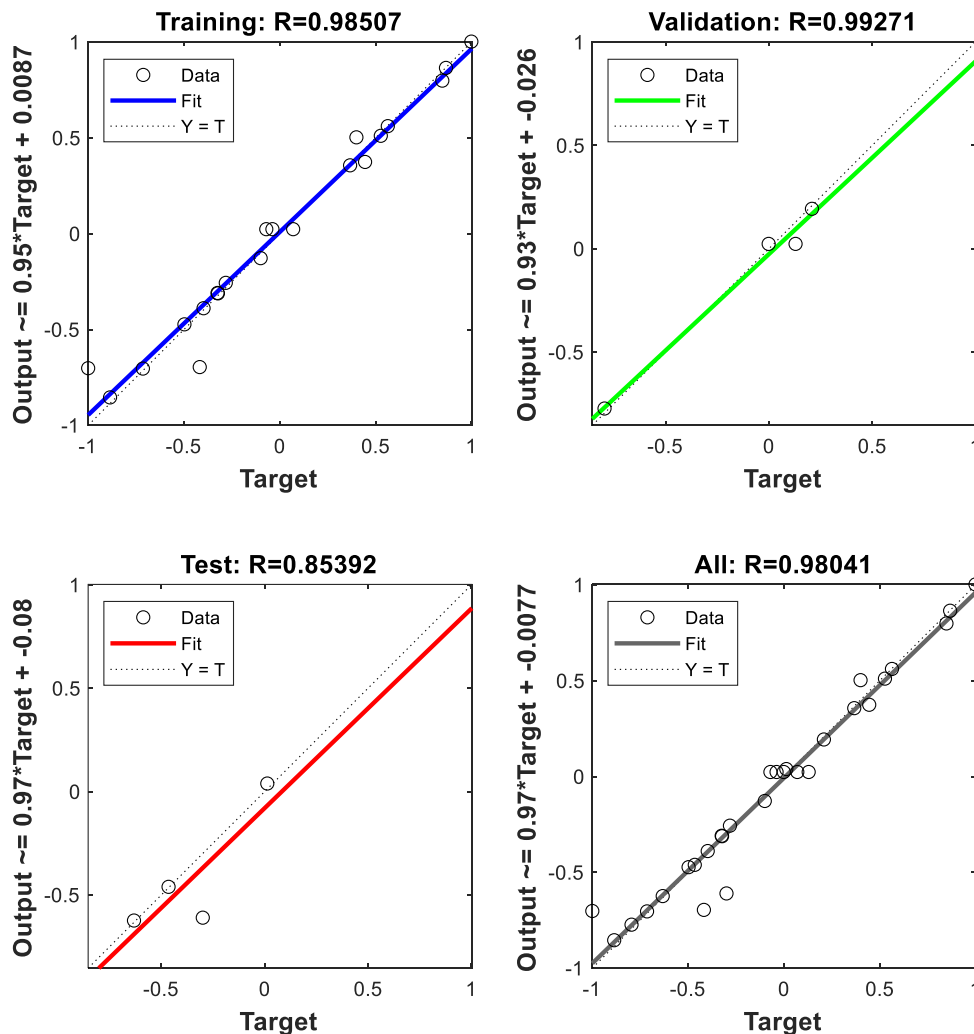 Training: R=0.98507
Output ~= 0.95*Target + 0.0087
1
0.5
0
-0.5
-1
Data
Fit
Y = T
-1
-0.5
0
0.5
1
Target
Validation: R=0.99271
Output ~= 0.93*Target + -0.026
1
0.5
0
-0.5
Data
Fit
Y = T
-0.5
0
0.5
1
Target
Test: R=0.85392
Output ~= 0.97*Target + -0.08
1
0.5
0
-0.5
Data
Fit
Y = T
-0.5
0
0.5
1
Target
All: R=0.98041
Output ~= 0.97*Target + -0.0077
1
0.5
0
-0.5
-1
Data
Fit
Y = T
-1
-0.5
0
0.5
1
Target